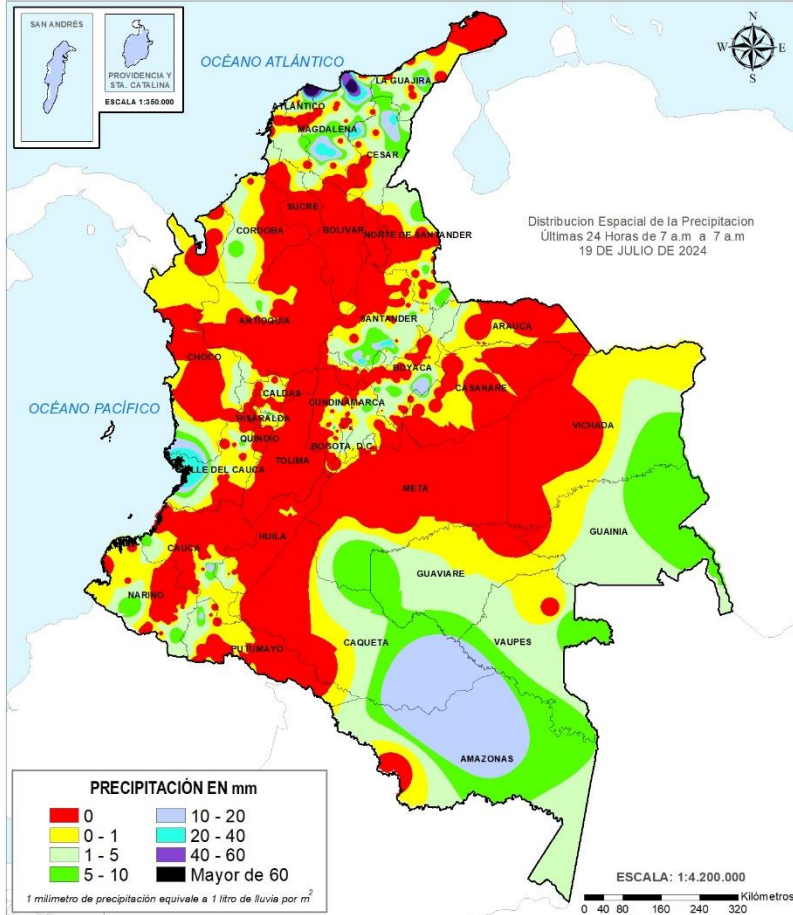 SAN ANDRÉS
PROVIDENCIA Y
STA. CATALINA
ESCALA 1:350.000
OCÉANO ATLÁNTICO
N
W
E
S
LA GUAJIRA
ATLÁNTICO
MAGDALENA
CESAR
Distribucion Espacial de la Precipitacion
Últimas 24 Horas de 7 a.m a 7 a.m
19 DE JULIO DE 2024
SUCRE
CORDOBA
BOLIVAR
NORTE DE SANTANDER
ANTIOQUIA
SANTANDER
ARAUCA
CHOCO
BOYACA
CASANARE
CALDAS
CUNDINAMARCA
OCÉANO PACÍFICO
RISARALDA
VICHADA
QUINDIO
BOGOTA, D.C.
TOLIMA
VALLE DEL CAUCA
META
GUAINIA
HUILA
CAUCA
GUAVIARE
NARIÑO
CAQUETA
VAUPES
PUTUMAYO
AMAZONAS
PRECIPITACIÓN EN mm
0
0 - 1
1 - 5
5 - 10
10 - 20
20 - 40
40 - 60
Mayor de 60
1 milimetro de precipitación equivale a 1 litro de lluvia por m²
ESCALA: 1:4.200.000
Kilómetros
0 40 80 160 240 320